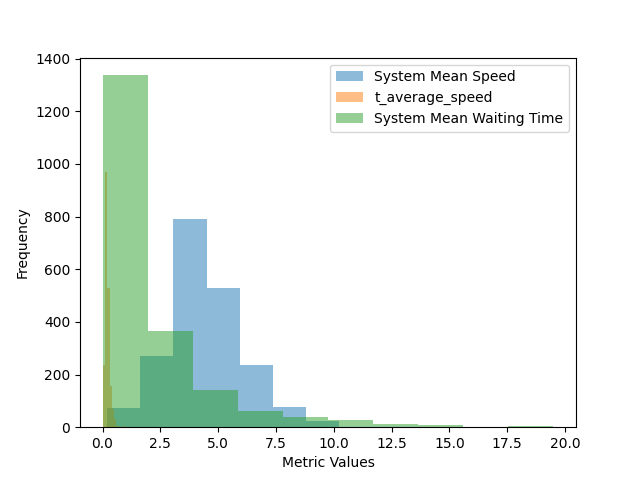 1400
1200
1000
800
600
400
200
0
Frequency
System Mean Speed
t_average_speed
System Mean Waiting Time
0.0 2.5 5.0 7.5 10.0 12.5 15.0 17.5 20.0
Metric Values